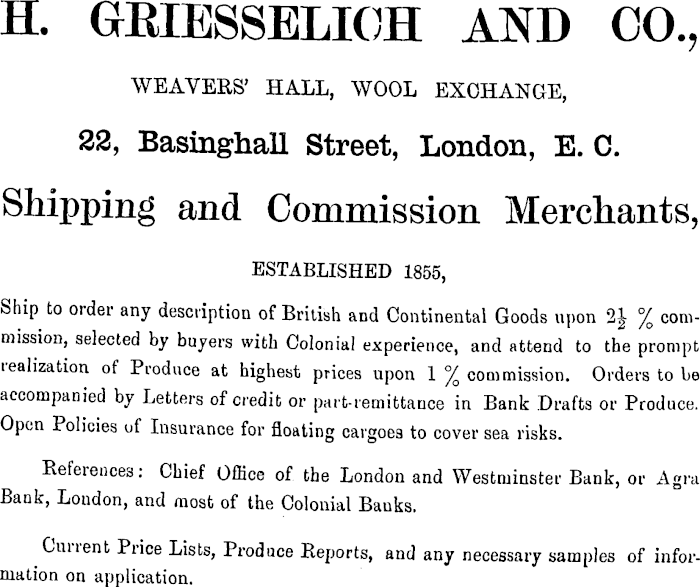 H. GRIESSELICH AND CO.,
WEAVERS' HALL, WOOL EXCHANGE,
22, Basinghall Street, London, E. C.
Shipping and Commission Merchants,
ESTABLISHED 1855,
Ship to order any description of British and Continental Goods upon 2½ % com-
mission, selected by buyers with Colonial experience, and attend to the prompt
realization of Produce at highest prices upon 1 % commission. Orders to be
accompanied by Letters of credit or part-remittance in Bank Drafts or Produce.
Open Policies of Insurance for floating cargoes to cover sea risks.
References: Chief Office of the London and Westminster Bank, or Agra
Bank, London, and most of the Colonial Banks.
Current Price Lists, Produce Reports, and any necessary samples of infor-
mation on application.